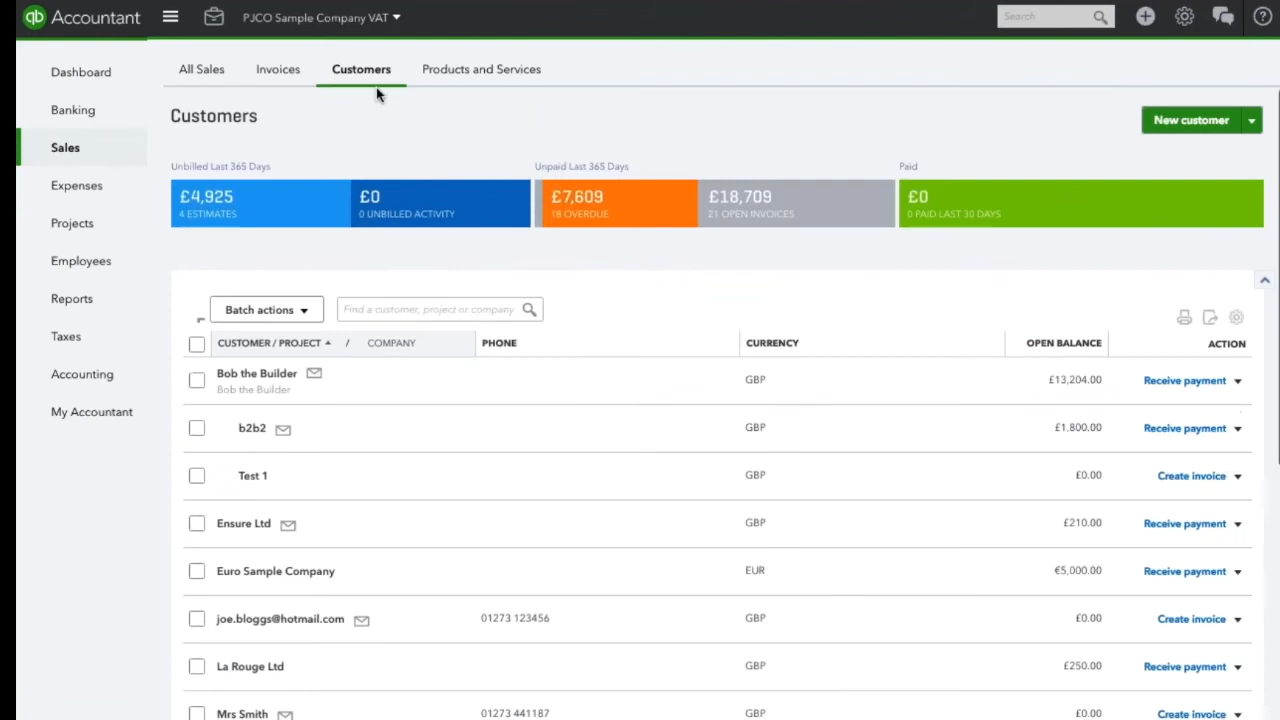 qb Accountant PJCO Sample Company VAT Search
Dashboard
Banking
Sales
Expenses
Projects
Employees
Reports
Taxes
Accounting
My Accountant
All Sales Invoices Customers Products and Services
Customers New customer
Unbilled Last 365 Days Unpaid Last 365 Days Paid
£4,925 £0 £7,609 £18,709 £0
4 ESTIMATES 0 UNBILLED ACTIVITY 18 OVERDUE 21 OPEN INVOICES 0 PAID LAST 30 DAYS
Batch actions Find a customer, project or company
CUSTOMER / PROJECT / COMPANY PHONE CURRENCY OPEN BALANCE ACTION
Bob the Builder GBP £13,204.00 Receive payment
Bob the Builder
b2b2 GBP £1,800.00 Receive payment
Test 1 GBP £0.00 Create invoice
Ensure Ltd GBP £210.00 Receive payment
Euro Sample Company EUR €5,000.00 Receive payment
joe.bloggs@hotmail.com 01273 123456 GBP £0.00 Create invoice
La Rouge Ltd GBP £250.00 Receive payment
Mrs Smith 01273 441187 GBP £0.00 Create invoice